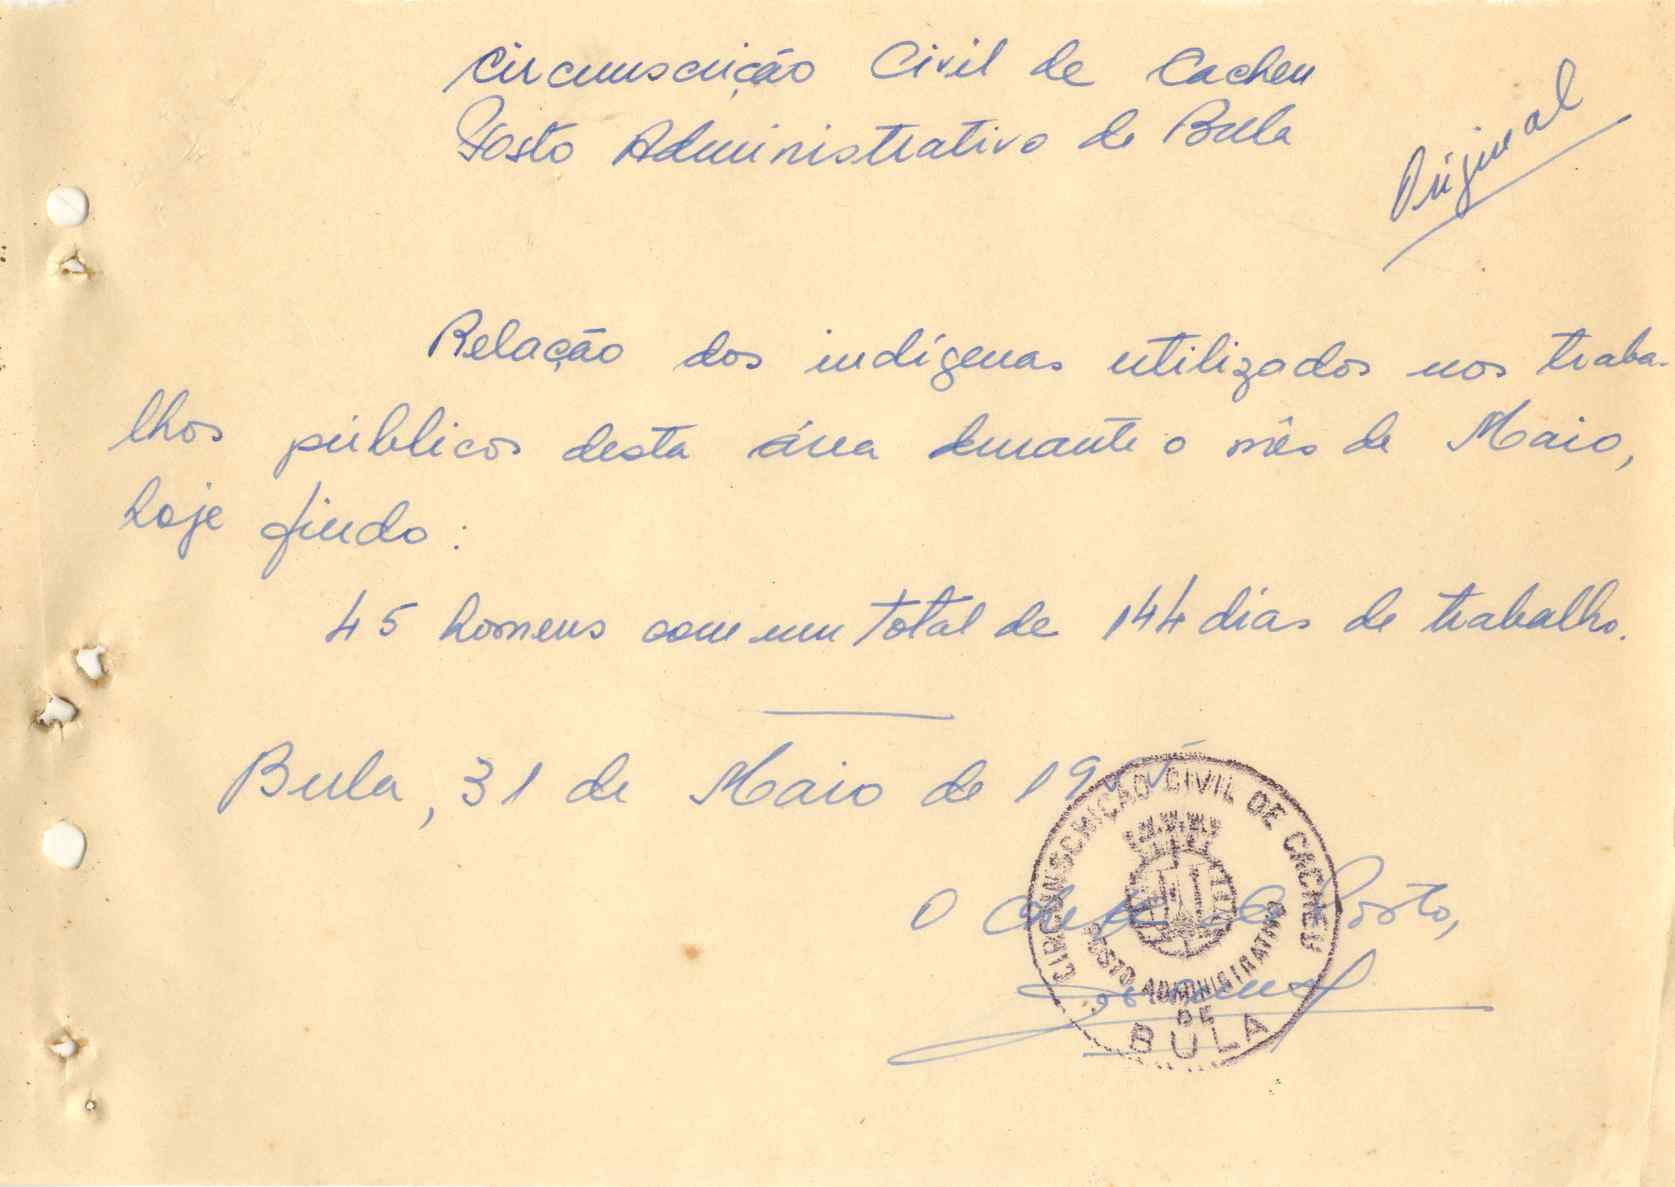 Circunscrição Civil de Cacheu
Posto Administrativo de Bula
Original
Relação dos indígenas utilizados nos traba-
lhos públicos desta área durante o mês de Maio,
hoje findo:
45 homens com um total de 144 dias de trabalho.
Bula, 31 de Maio de 19
O Chefe de Posto,
CIRCUNSCRIÇÃO CIVIL DE CACHEU
POSTO ADMINISTRATIVO
DE
BULA